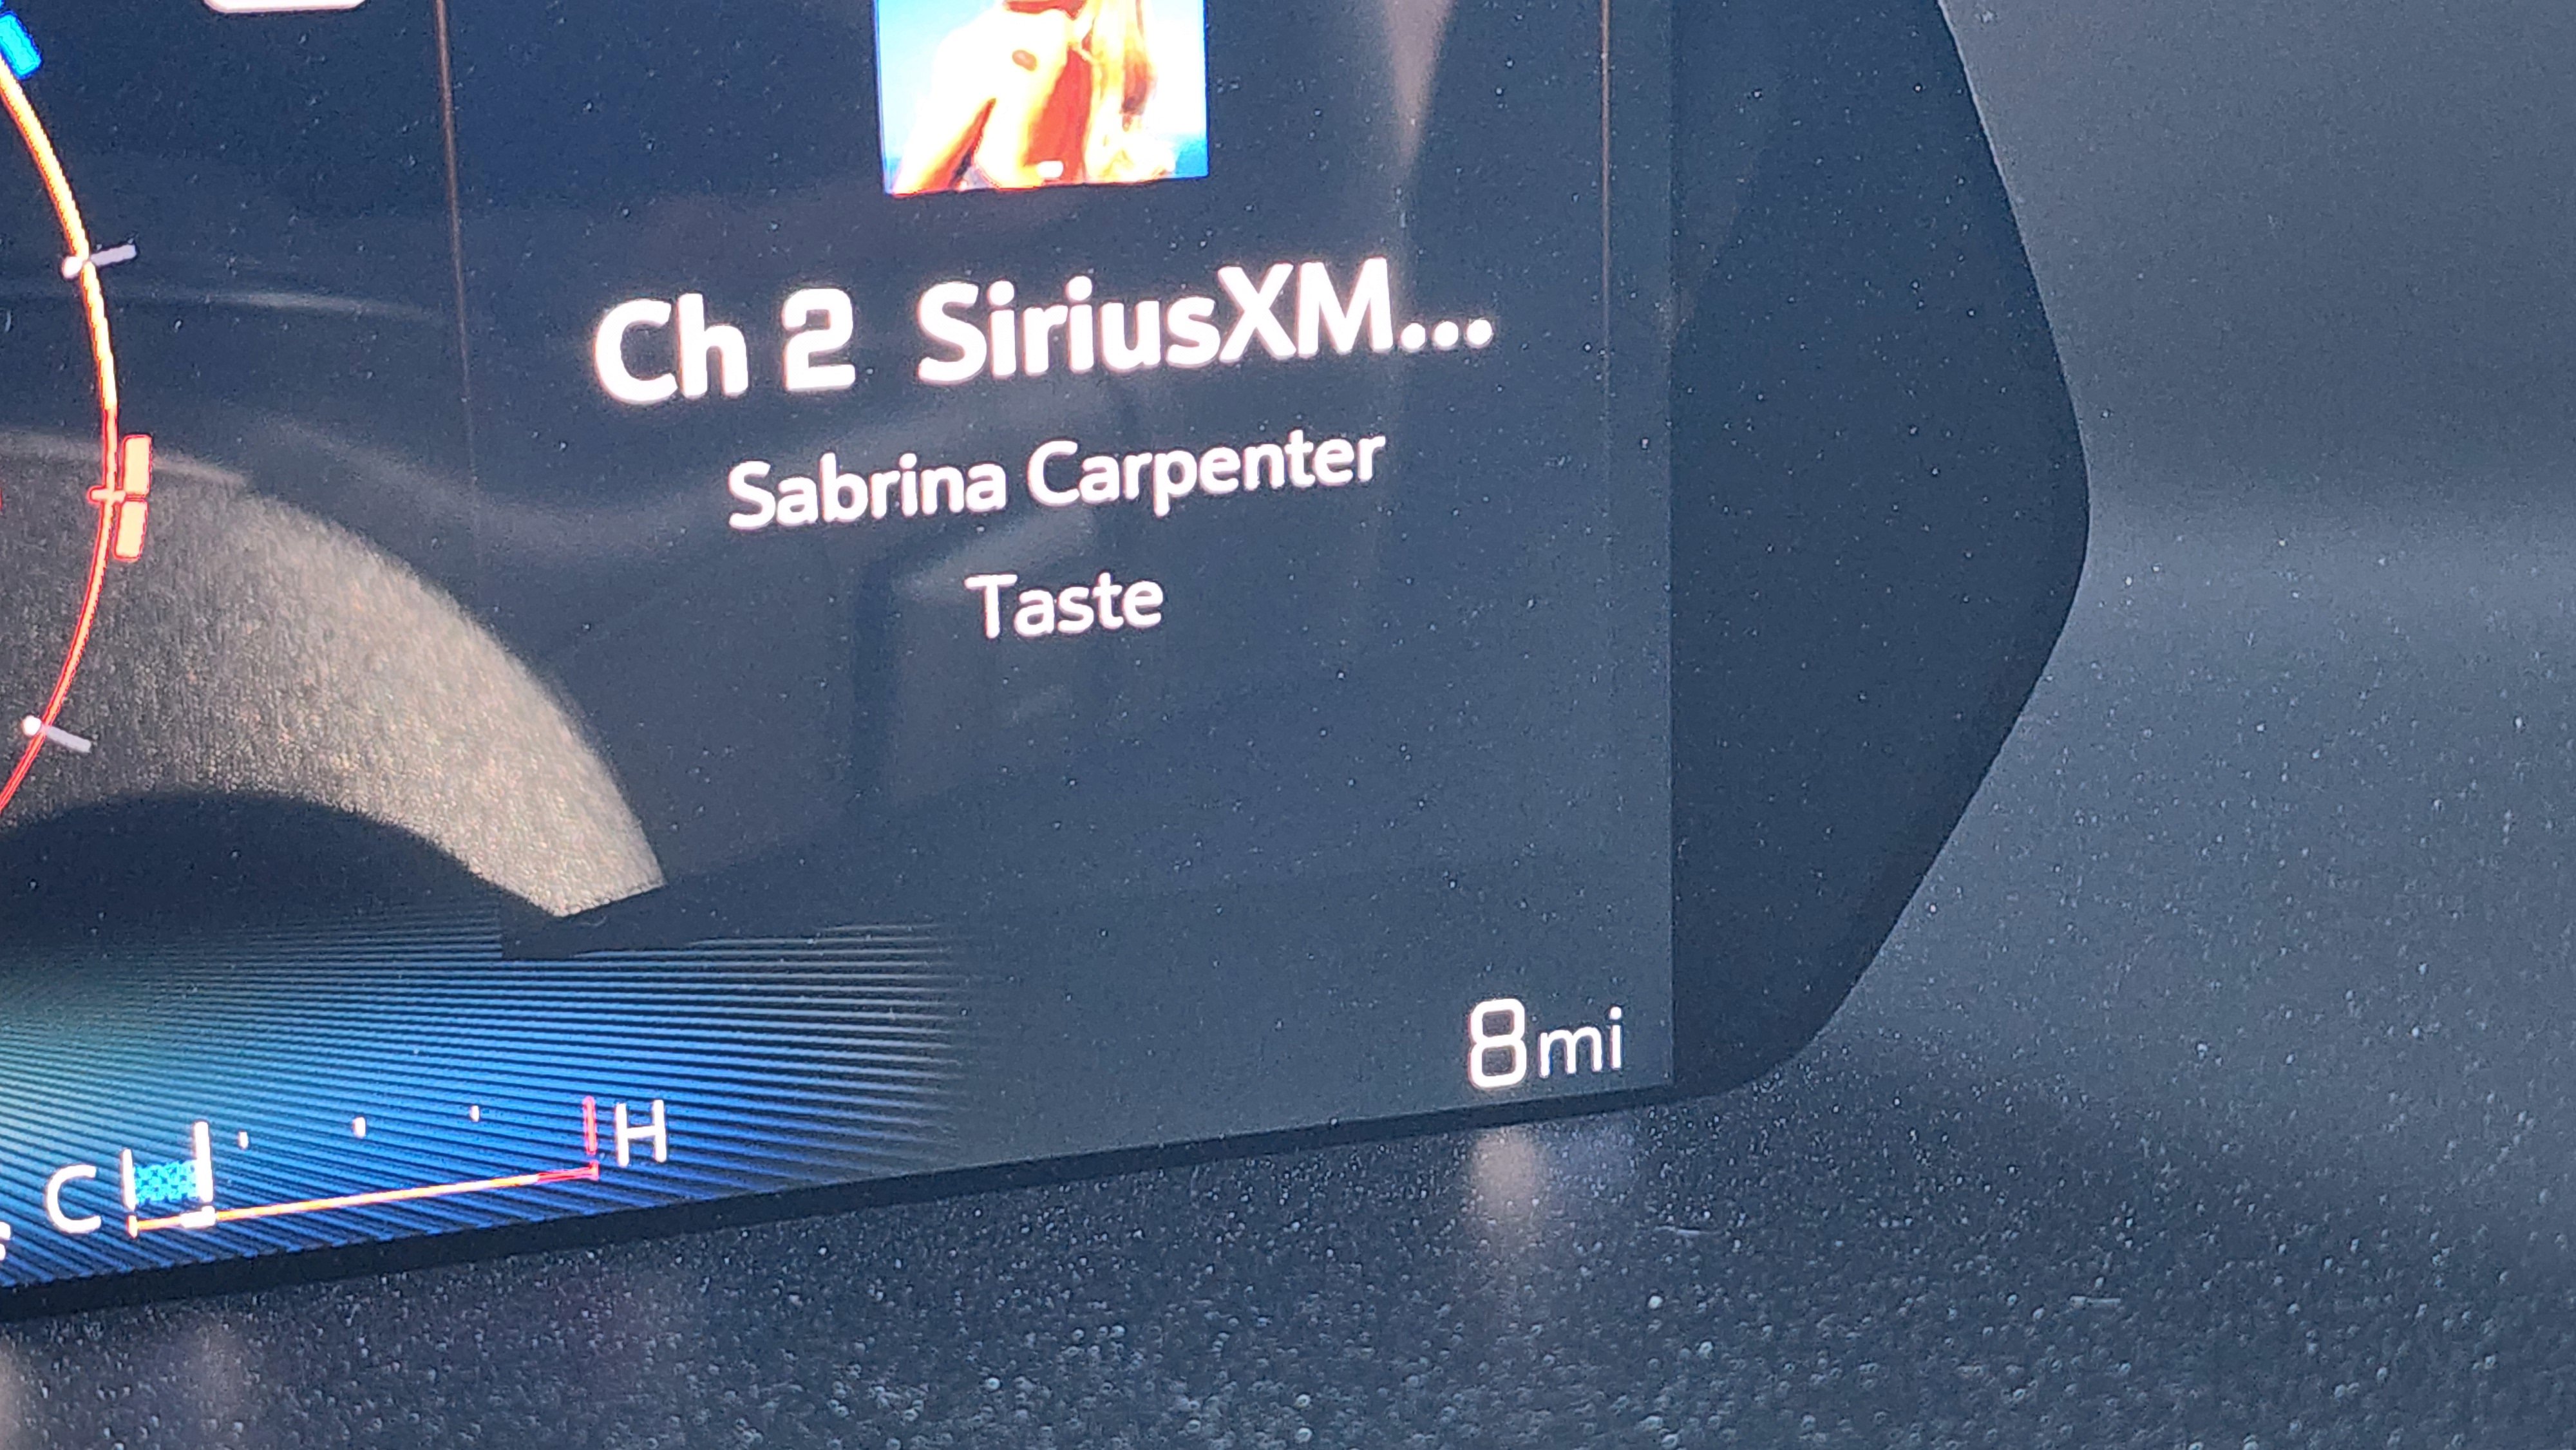 Ch 2 SiriusXM...
Sabrina Carpenter
Taste
8mi
C H